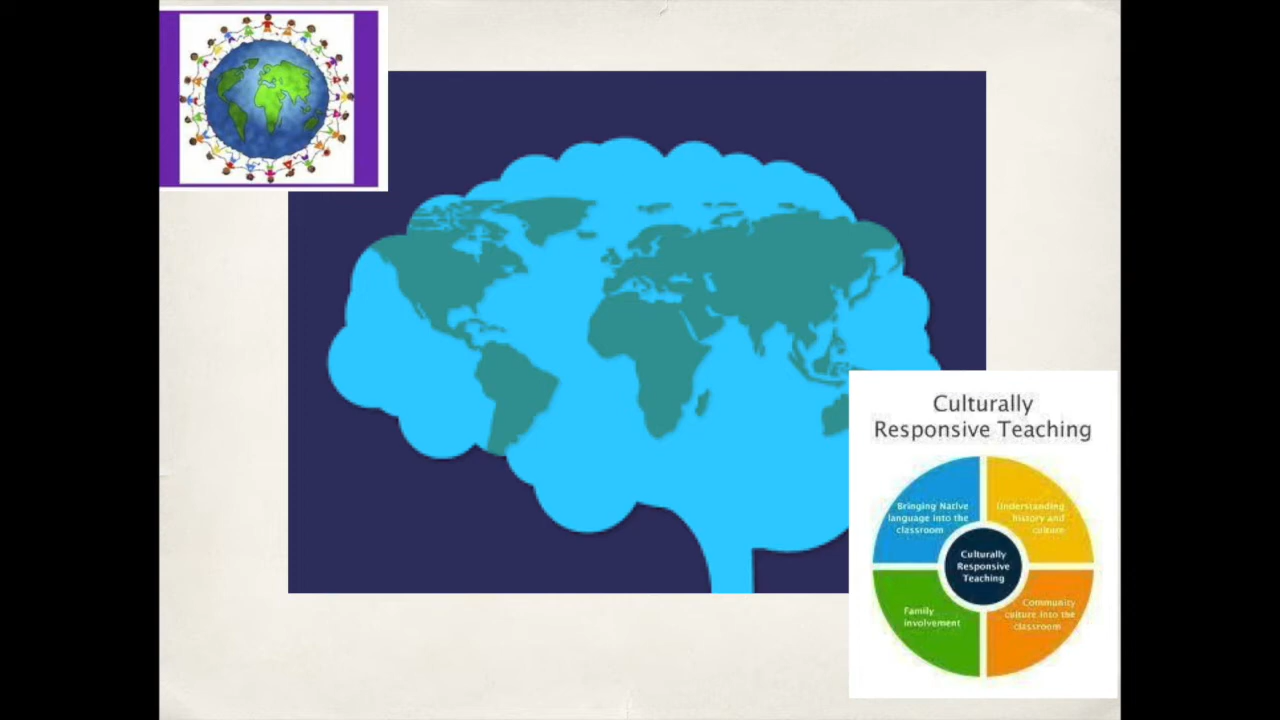 Culturally
Responsive Teaching
Bringing Native
language into the
classroom
Understanding
history and
culture
Culturally
Responsive
Teaching
Family
involvement
Community
culture into the
classroom